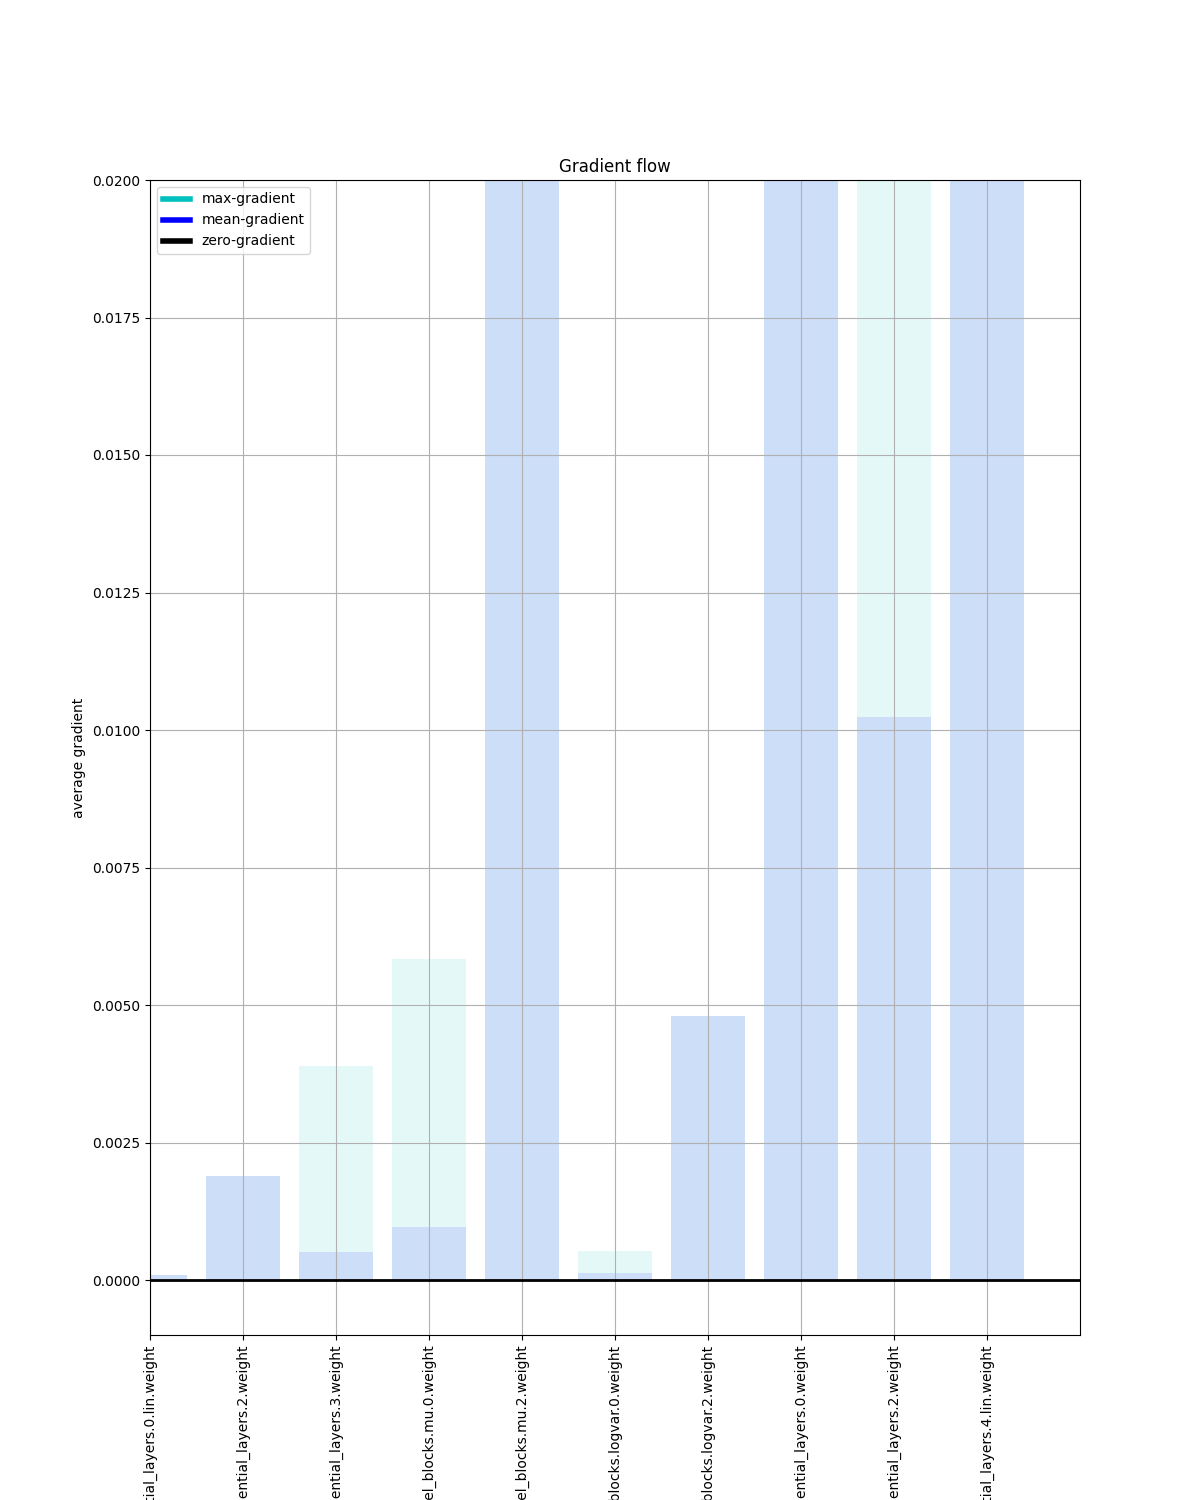 Gradient flow
max-gradient
mean-gradient
zero-gradient
0.0200
0.0175
0.0150
0.0125
0.0100
0.0075
0.0050
0.0025
0.0000
average gradient
tial_layers.0.lin.weight
ential_layers.2.weight
ential_layers.3.weight
el_blocks.mu.0.weight
el_blocks.mu.2.weight
blocks.logvar.0.weight
blocks.logvar.2.weight
ential_layers.0.weight
ential_layers.2.weight
tial_layers.4.lin.weight